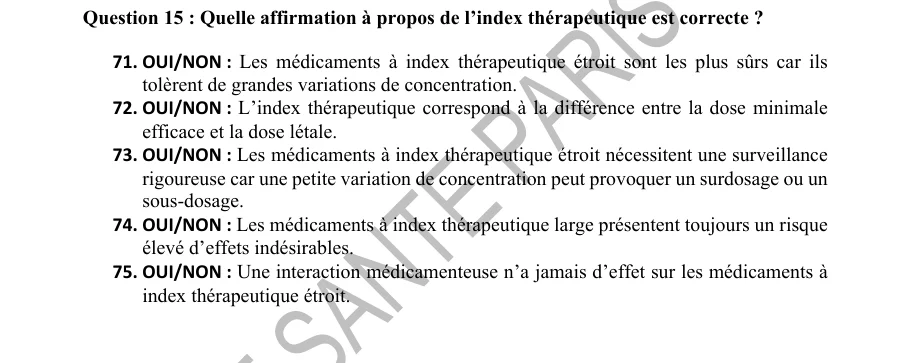 Question 15 : Quelle affirmation à propos de l’index thérapeutique est correcte ?
71. OUI/NON : Les médicaments à index thérapeutique étroit sont les plus sûrs car ils
tolèrent de grandes variations de concentration.
72. OUI/NON : L’index thérapeutique correspond à la différence entre la dose minimale
efficace et la dose létale.
73. OUI/NON : Les médicaments à index thérapeutique étroit nécessitent une surveillance
rigoureuse car une petite variation de concentration peut provoquer un surdosage ou un
sous-dosage.
74. OUI/NON : Les médicaments à index thérapeutique large présentent toujours un risque
élevé d’effets indésirables.
75. OUI/NON : Une interaction médicamenteuse n’a jamais d’effet sur les médicaments à
index thérapeutique étroit.
SANTE PARIS